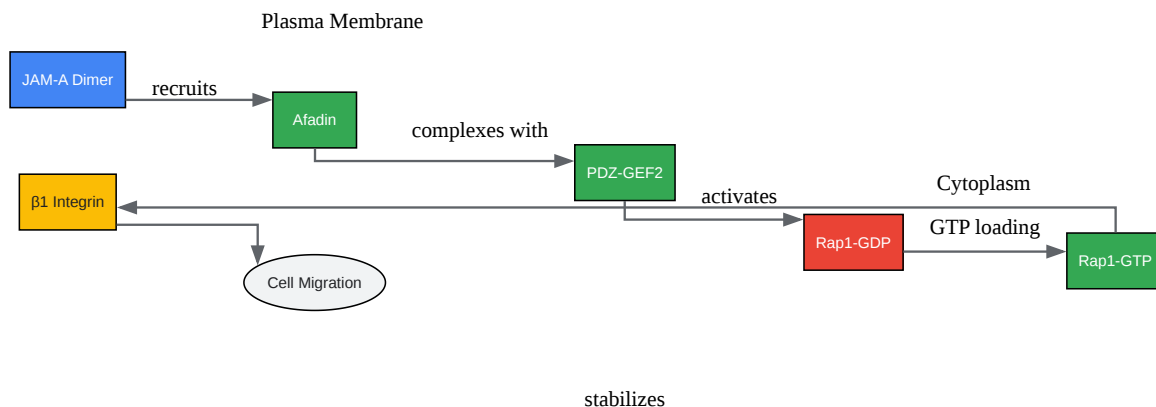 Plasma Membrane
JAM-A Dimer
recruits
Afadin
complexes with
PDZ-GEF2
β1 Integrin
Cytoplasm
activates
GTP loading
Rap1-GDP
Rap1-GTP
Cell Migration
stabilizes